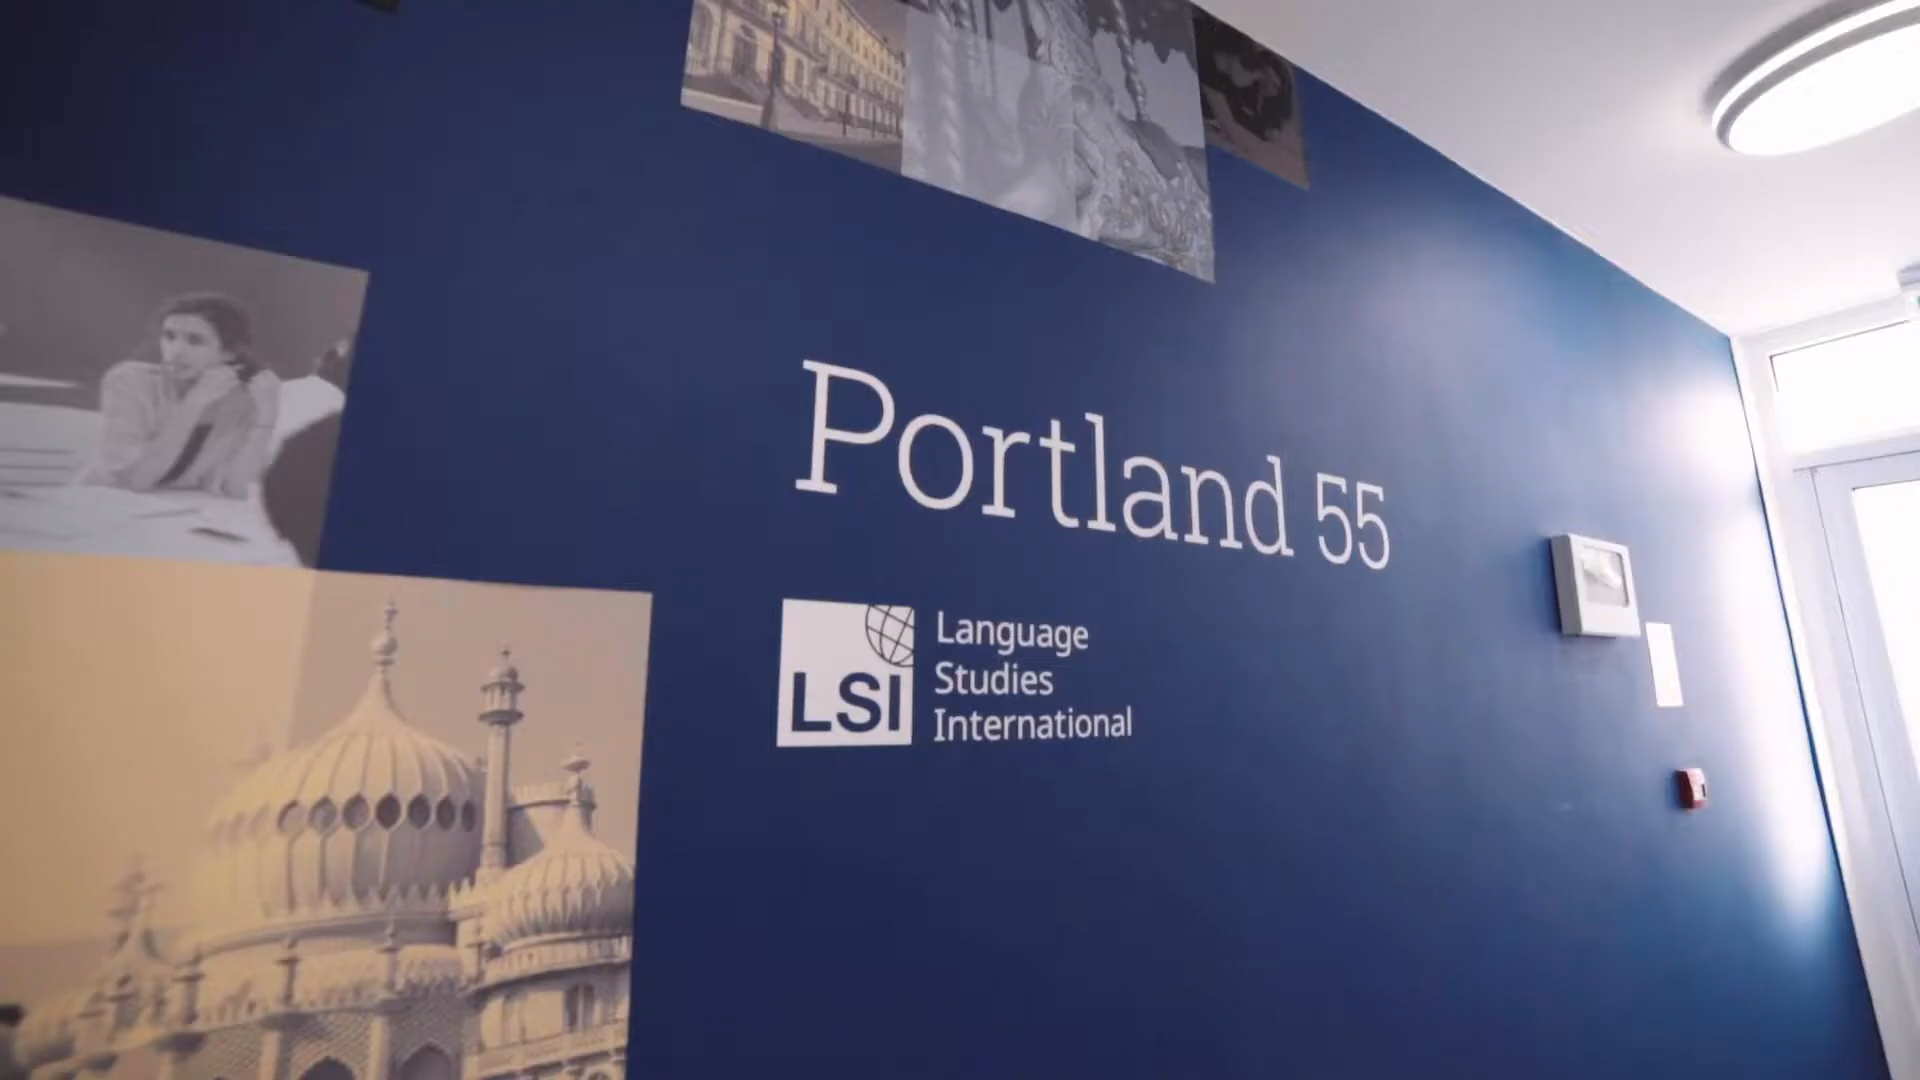 Portland 55
LSI
Language
Studies
International